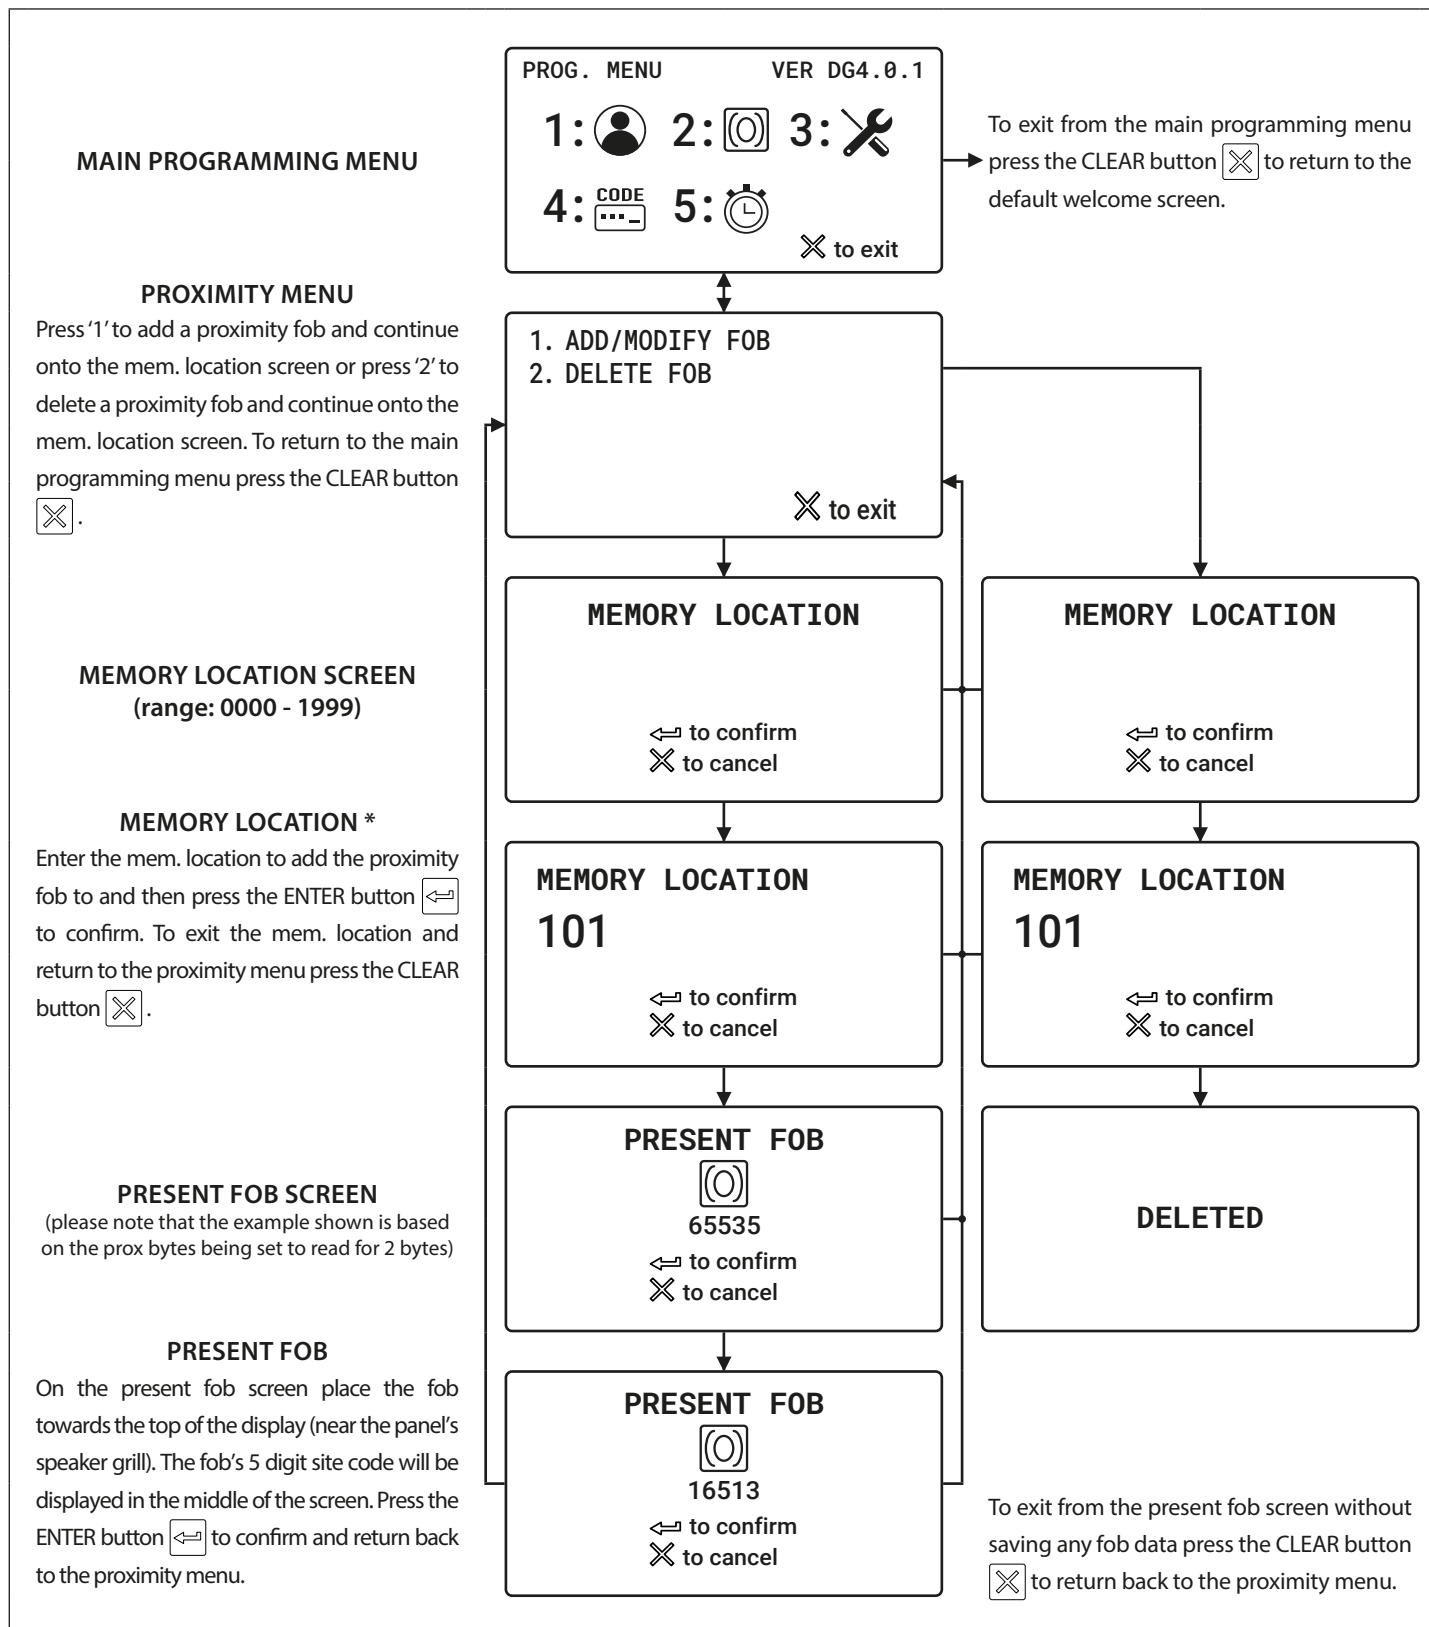 PROG. MENU VER DG4.0.1
1: 2: 3:
4: CODE 5:
to exit
MAIN PROGRAMMING MENU
To exit from the main programming menu
press the CLEAR button to return to the
default welcome screen.
PROXIMITY MENU
Press ‘1’ to add a proximity fob and continue
onto the mem. location screen or press ‘2’ to
delete a proximity fob and continue onto the
mem. location screen. To return to the main
programming menu press the CLEAR button
.
1. ADD/MODIFY FOB
2. DELETE FOB
to exit
MEMORY LOCATION SCREEN
(range: 0000 - 1999)
MEMORY LOCATION
to confirm
to cancel
MEMORY LOCATION
to confirm
to cancel
MEMORY LOCATION *
Enter the mem. location to add the proximity
fob to and then press the ENTER button
to confirm. To exit the mem. location and
return to the proximity menu press the CLEAR
button .
MEMORY LOCATION
101
to confirm
to cancel
MEMORY LOCATION
101
to confirm
to cancel
PRESENT FOB SCREEN
(please note that the example shown is based
on the prox bytes being set to read for 2 bytes)
PRESENT FOB
65535
to confirm
to cancel
DELETED
PRESENT FOB
On the present fob screen place the fob
towards the top of the display (near the panel’s
speaker grill). The fob’s 5 digit site code will be
displayed in the middle of the screen. Press the
ENTER button to confirm and return back
to the proximity menu.
PRESENT FOB
16513
to confirm
to cancel
To exit from the present fob screen without
saving any fob data press the CLEAR button
to return back to the proximity menu.